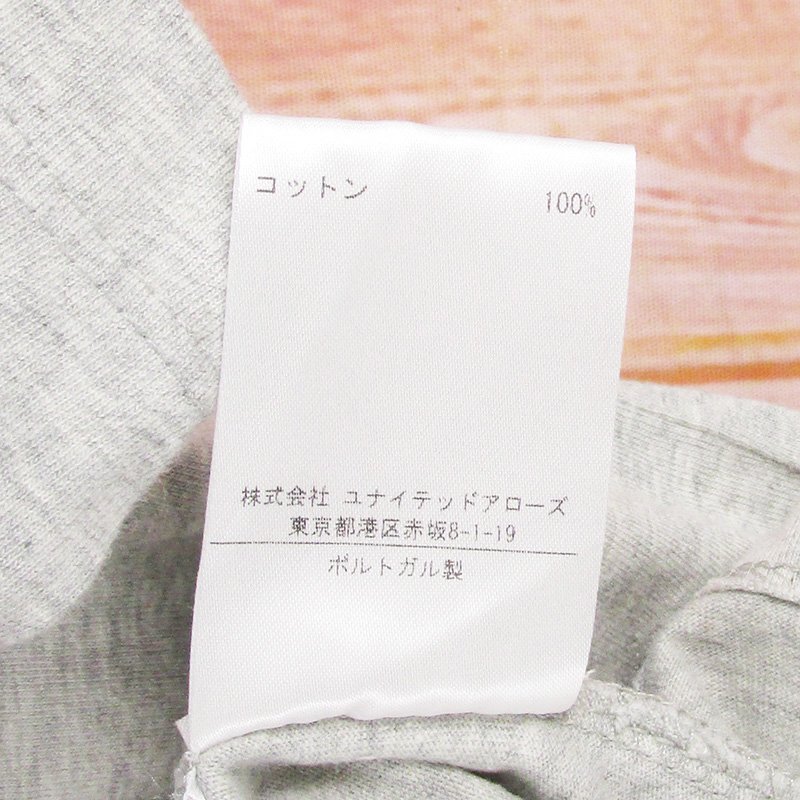 コットン 100%
株式会社 ユナイテッドアローズ
東京都港区赤坂8-1-19
ポルトガル製